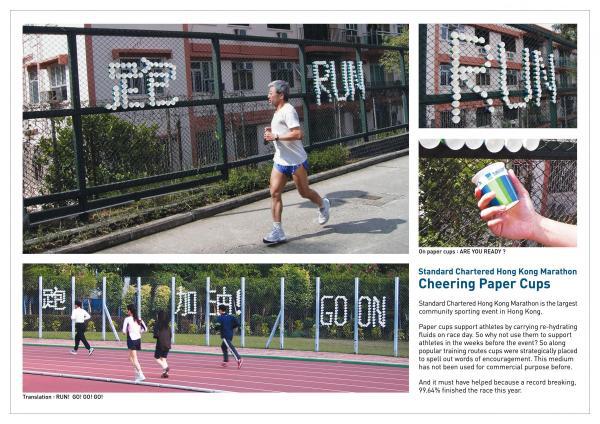 跑 RUN
RUN
On paper cups : ARE YOU READY ?
跑 加油! GO ON
Translation : RUN! GO! GO! GO!
Standard Chartered Hong Kong Marathon
Cheering Paper Cups
Standard Chartered Hong Kong Marathon is the largest
community sporting event in Hong Kong.
Paper cups support athletes by carrying re-hydrating
fluids on race day. So why not use them to support
athletes in the weeks before the event? So along
popular training routes cups were strategically placed
to spell out words of encouragement. This medium
has not been used for commercial purpose before.
And it must have helped because a record breaking,
99.64% finished the race this year.